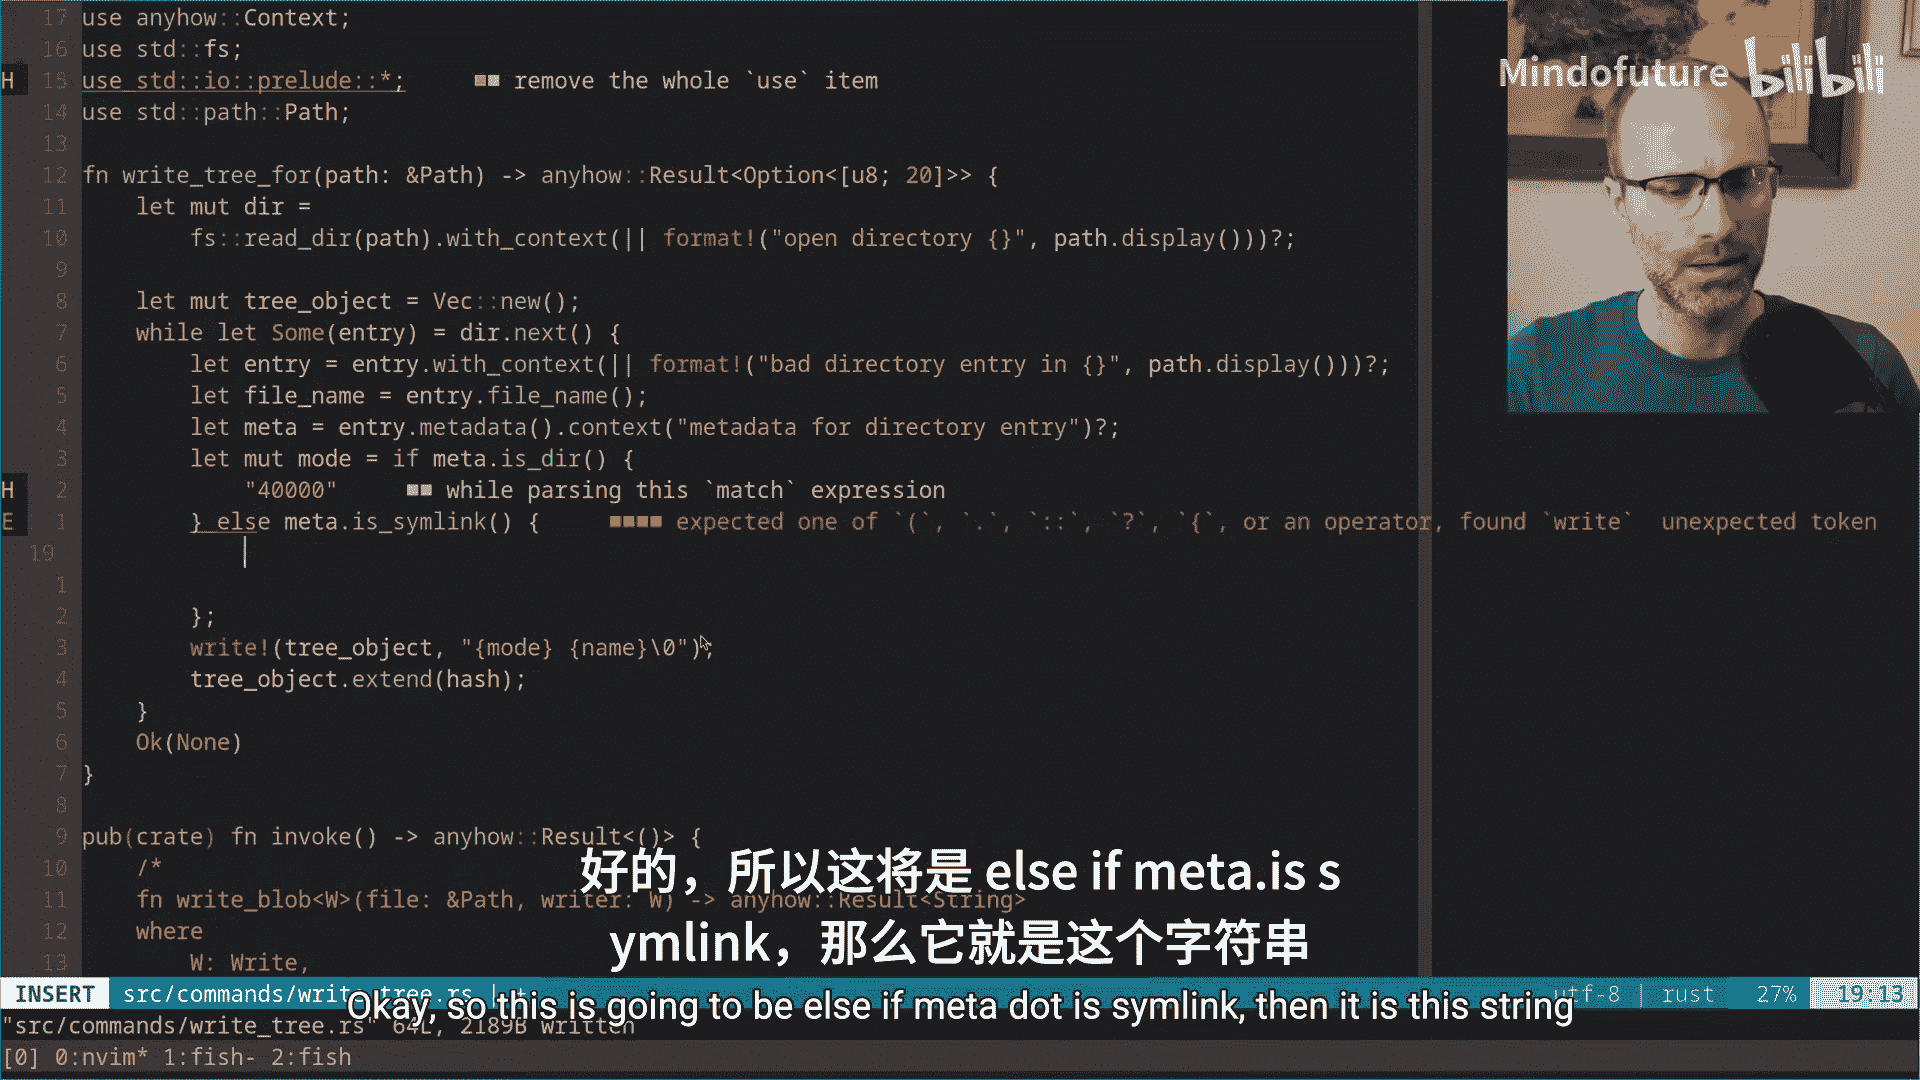 17 use anyhow::Context;
16 use std::fs;
H 15 use std::io::prelude::*; ■■ remove the whole `use` item
14 use std::path::Path;
13
12 fn write_tree_for(path: &Path) -> anyhow::Result<Option<[u8; 20]>> {
11 let mut dir =
10 fs::read_dir(path).with_context(|| format!("open directory {}", path.display()))?;
9
8 let mut tree_object = Vec::new();
7 while let Some(entry) = dir.next() {
6 let entry = entry.with_context(|| format!("bad directory entry in {}", path.display()))?;
5 let file_name = entry.file_name();
4 let meta = entry.metadata().context("metadata for directory entry")?;
3 let mut mode = if meta.is_dir() {
H 2 "40000" ■■ while parsing this `match` expression
E 1 } else meta.is_symlink() { ■■■■ expected one of `(`, `.`, `::`, `?`, `{`, or an operator, found `write` unexpected token
19
1
2 };
3 write!(tree_object, "{mode} {name}\0");
4 tree_object.extend(hash);
5 }
6 Ok(None)
7 }
8
9 pub(crate) fn invoke() -> anyhow::Result<()> {
10 /*
11 fn write_blob<W>(file: &Path, writer: W) -> anyhow::Result<String>
12 where
13 W: Write,
Mindofuture bilibili
好的，所以这将是 else if meta.is s
ymlink，那么它就是这个字符串
Okay, so this is going to be else if meta dot is symlink, then it is this string
INSERT src/commands/write_tree.rs | + utf-8 | rust 27% 19:13
"src/commands/write_tree.rs" 64L, 2189B written
[0] 0:nvim* 1:fish- 2:fish